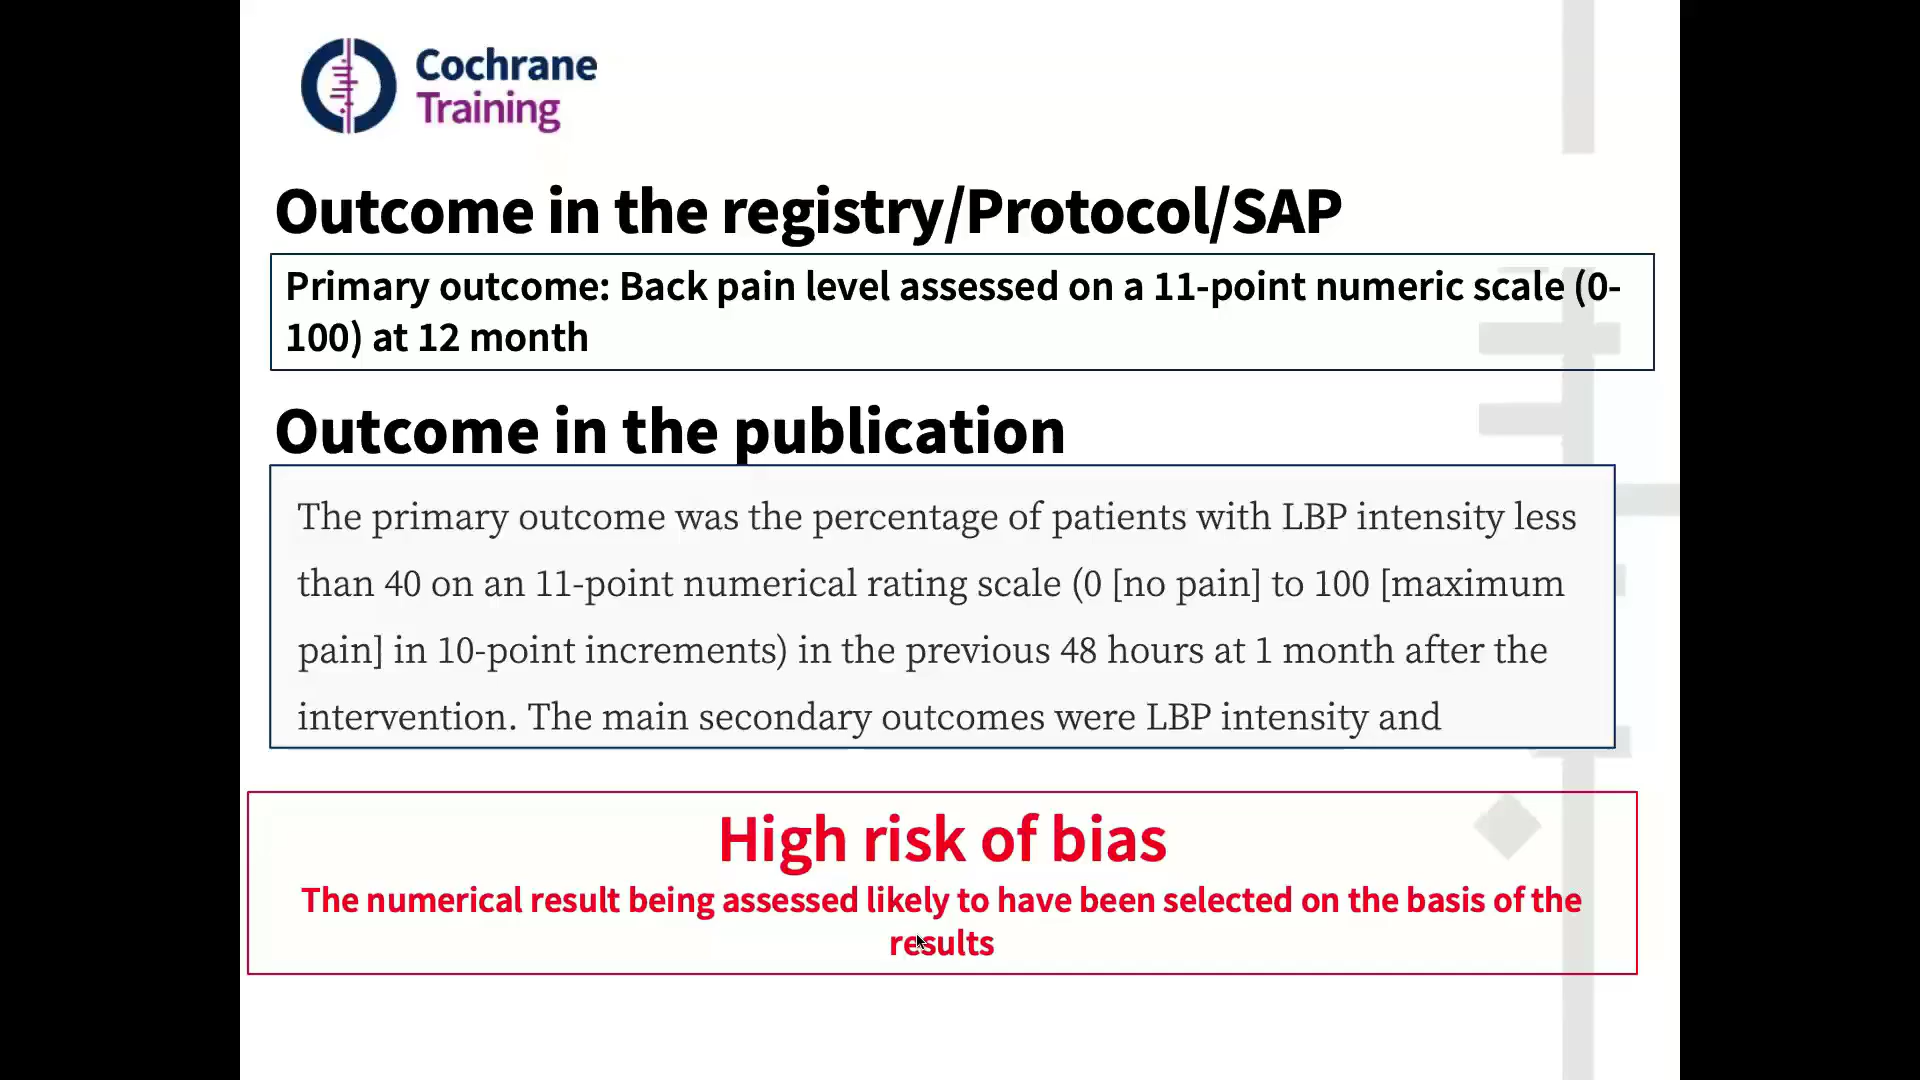 Cochrane
Training
Outcome in the registry/Protocol/SAP
Primary outcome: Back pain level assessed on a 11-point numeric scale (0-
100) at 12 month
Outcome in the publication
The primary outcome was the percentage of patients with LBP intensity less
than 40 on an 11-point numerical rating scale (0 [no pain] to 100 [maximum
pain] in 10-point increments) in the previous 48 hours at 1 month after the
intervention. The main secondary outcomes were LBP intensity and
High risk of bias
The numerical result being assessed likely to have been selected on the basis of the
results